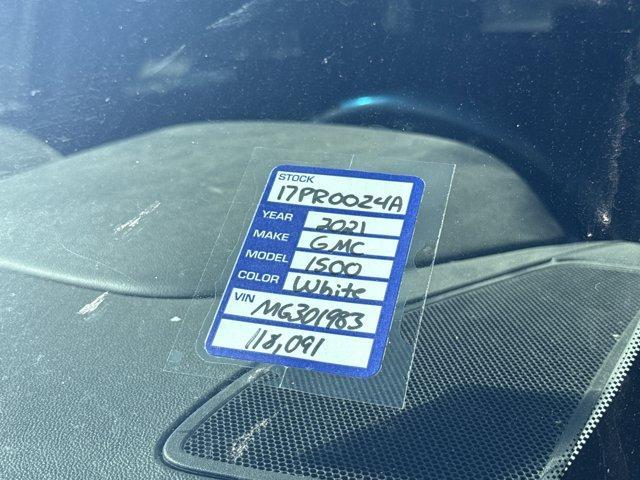 STOCK
17PR0024A
YEAR 2021
MAKE GMC
MODEL 1500
COLOR White
VIN MG301983
118,091